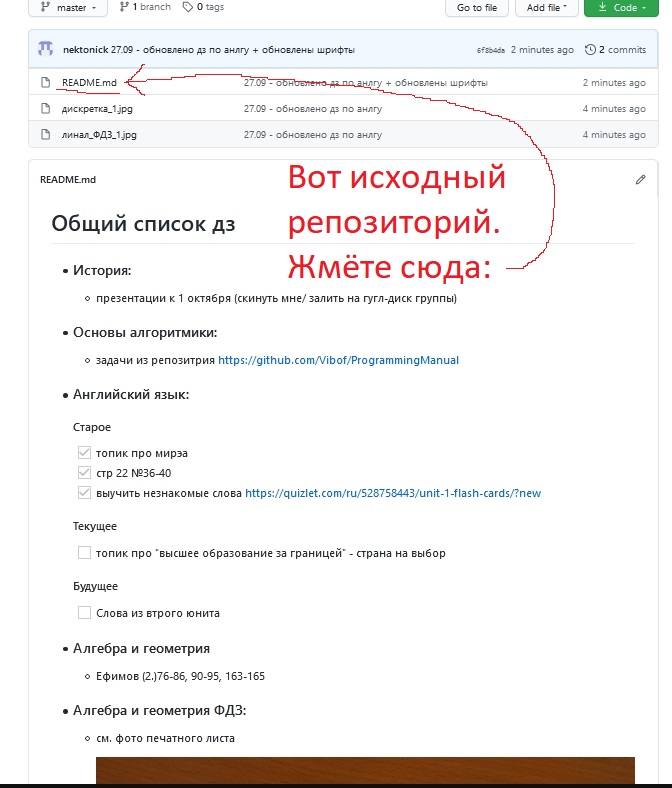 master
1 branch
0 tags
Go to file
Add file
Code
nektonick 27.09 - обновлено дз по анлгу + обновлены шрифты
6f8b4da 2 minutes ago
2 commits
README.md
27.09 - обновлено дз по анлгу + обновлены шрифты
2 minutes ago
дискретка_1.jpg
27.09 - обновлено дз по анлгу
4 minutes ago
линал_ФДЗ_1.jpg
27.09 - обновлено дз по анлгу
4 minutes ago
Вот исходный
репозиторий.
Жмёте сюда:
README.md
Общий список дз
История:
презентации к 1 октября (скинуть мне/ залить на гугл-диск группы)
Основы алгоритмики:
задачи из репозитрия https://github.com/Vibof/ProgrammingManual
Английский язык:
Старое
топик про мирэа
стр 22 №36-40
выучить незнакомые слова https://quizlet.com/ru/528758443/unit-1-flash-cards/?new
Текущее
топик про "высшее образование за границей" - страна на выбор
Будущее
Слова из втрого юнита
Алгебра и геометрия
Ефимов (2.)76-86, 90-95, 163-165
Алгебра и геометрия ФДЗ:
см. фото печатного листа